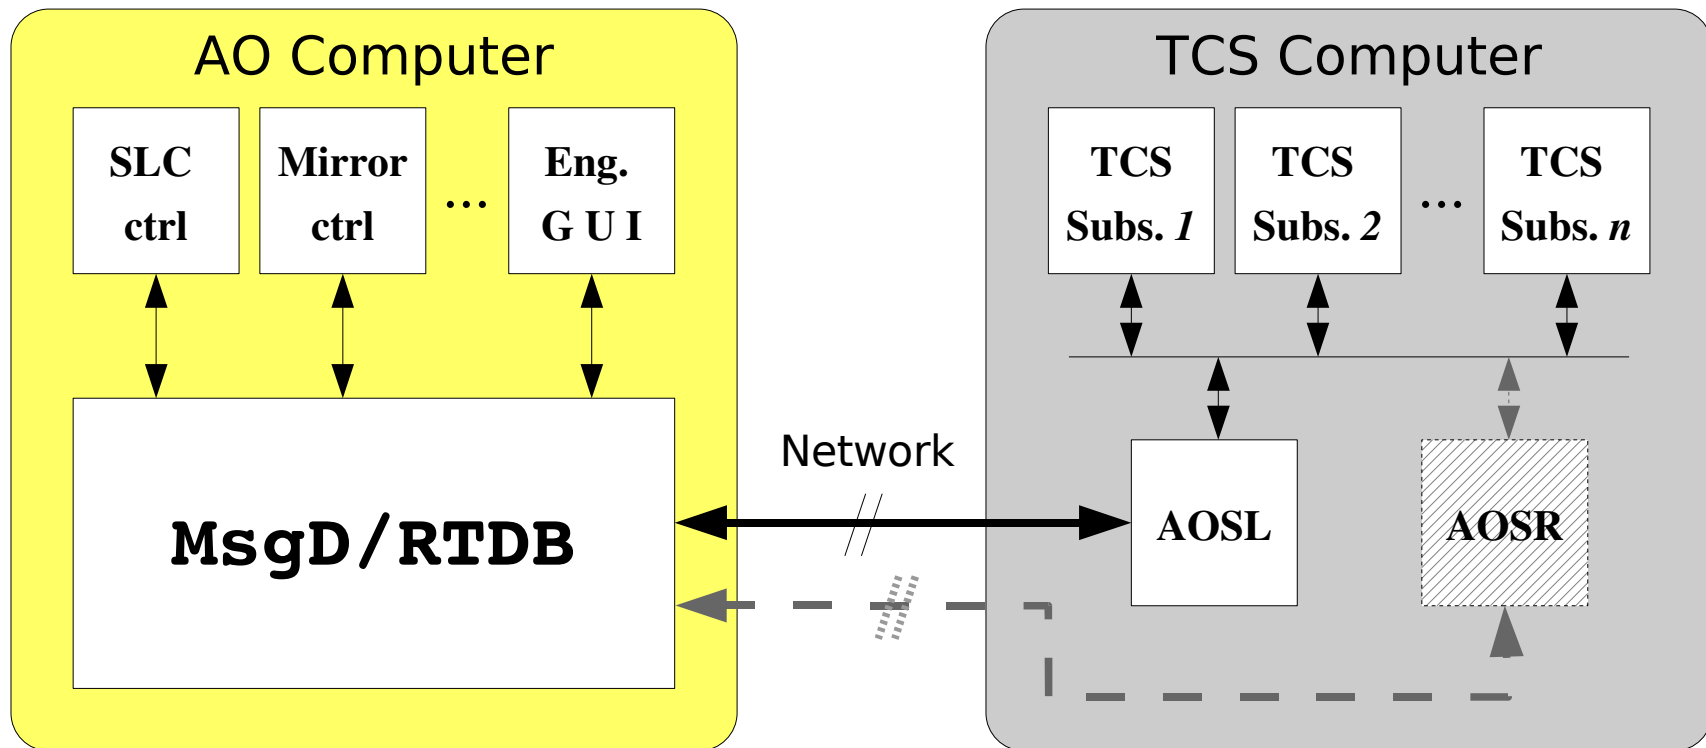 AO Computer
SLC
ctrl
Mirror
ctrl
...
Eng.
G U I
MsgD/RTDB
Network
TCS Computer
TCS
Subs. 1
TCS
Subs. 2
...
TCS
Subs. n
AOSL
AOSR